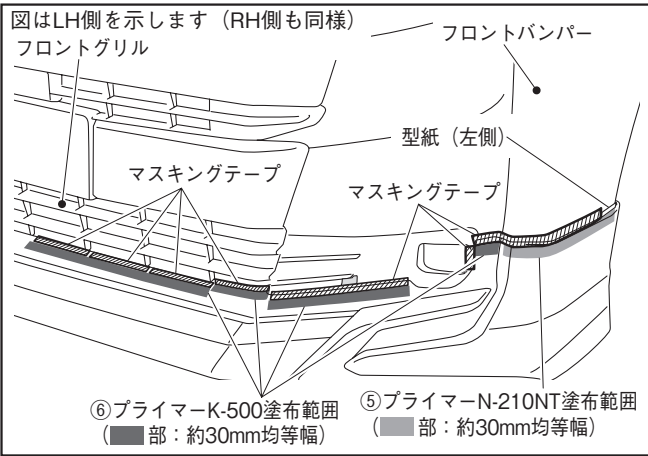 図はLH側を示します（RH側も同様）
フロントグリル
フロントバンパー
型紙（左側）
マスキングテープ
マスキングテープ
⑥プライマーK-500塗布範囲
（ 部：約30mm均等幅）
⑤プライマーN-210NT塗布範囲
（ 部：約30mm均等幅）